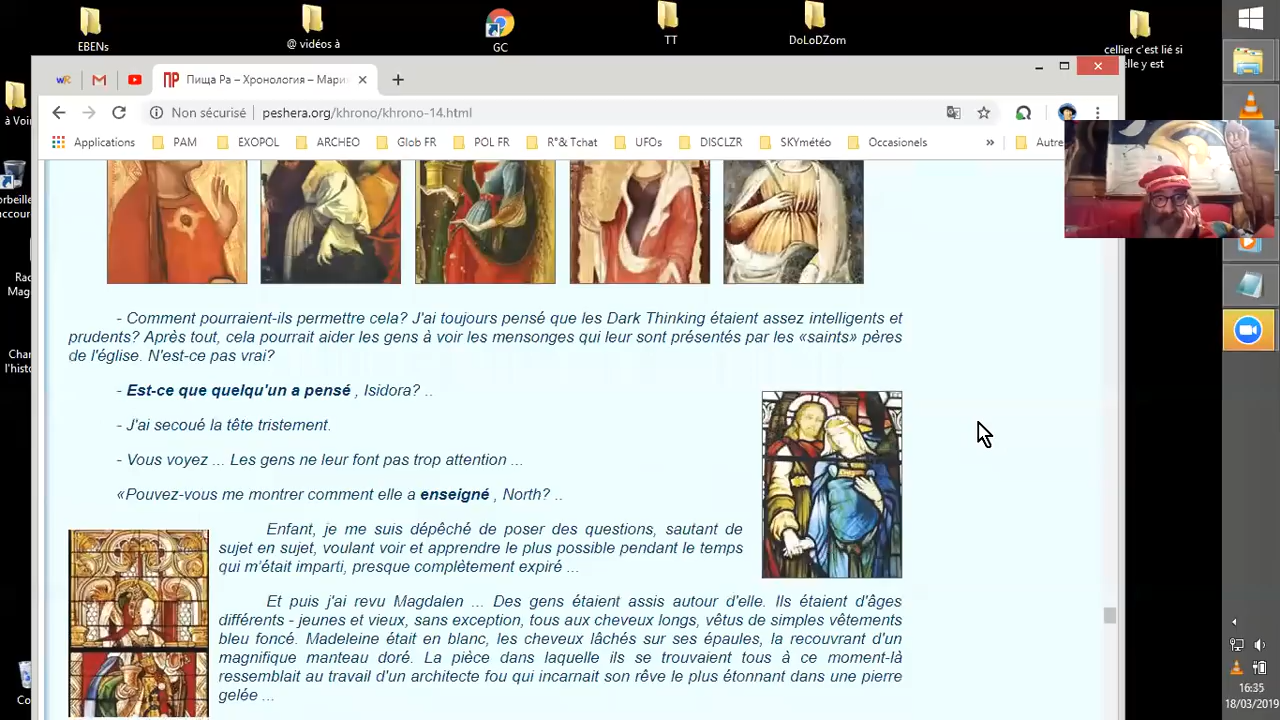 EBENs
@ vidéos à
GC
TT
DoLoDZom
cellier c'est lié si
elle y est
Пища Ра – Хронология – Мари
Non sécurisé
peshera.org/khrono/khrono-14.html
à Voir
Applications
PAM
EXOPOL
ARCHEO
Glob FR
POL FR
R°& Tchat
UFOs
DISCLZR
SKYmétéo
Occasionels
»
Autre
- Comment pourraient-ils permettre cela? J'ai toujours pensé que les Dark Thinking étaient assez intelligents et
prudents? Après tout, cela pourrait aider les gens à voir les mensonges qui leur sont présentés par les «saints» pères
de l'église. N'est-ce pas vrai?
- Est-ce que quelqu'un a pensé , Isidora? ..
- J'ai secoué la tête tristement.
- Vous voyez ... Les gens ne leur font pas trop attention ...
«Pouvez-vous me montrer comment elle a enseigné , North? ..
Enfant, je me suis dépêché de poser des questions, sautant de
sujet en sujet, voulant voir et apprendre le plus possible pendant le temps
qui m'était imparti, presque complètement expiré ...
Et puis j'ai revu Magdalen ... Des gens étaient assis autour d'elle. Ils étaient d'âges
différents - jeunes et vieux, sans exception, tous aux cheveux longs, vêtus de simples vêtements
bleu foncé. Madeleine était en blanc, les cheveux lâchés sur ses épaules, la recouvrant d'un
magnifique manteau doré. La pièce dans laquelle ils se trouvaient tous à ce moment-là
ressemblait au travail d'un architecte fou qui incarnait son rêve le plus étonnant dans une pierre
gelée ...
orbeille
accour
Rac
Mag
Char
l'histo
Co
16:35
18/03/2019